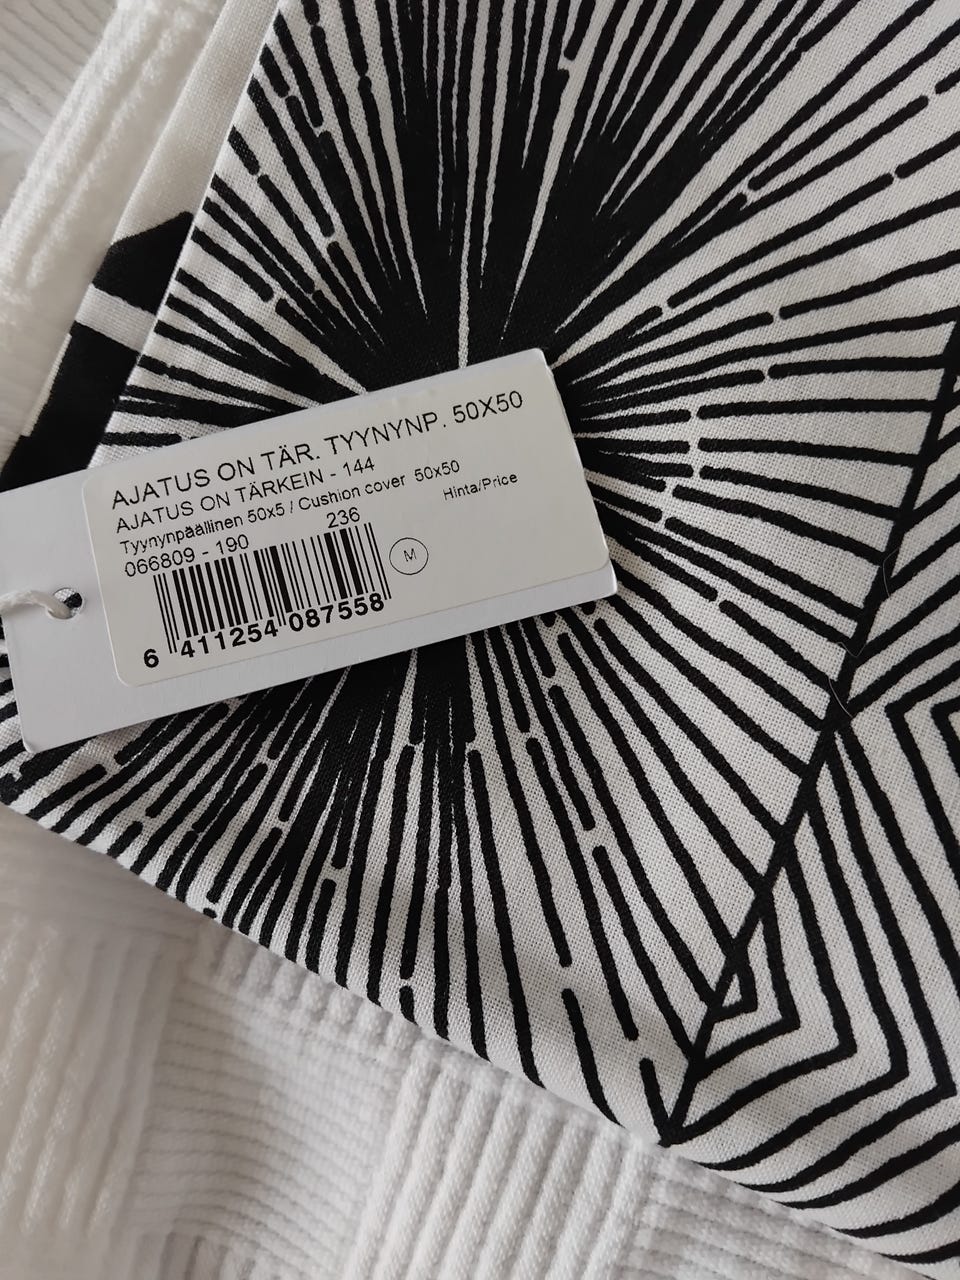 AJATUS ON TÄR. TYYNYNP. 50X50
AJATUS ON TÄRKEIN - 144
Tyynynpäällinen 50x5 / Cushion cover 50x50
066809 - 190 236 Hinta/Price
M
6 411254 087558